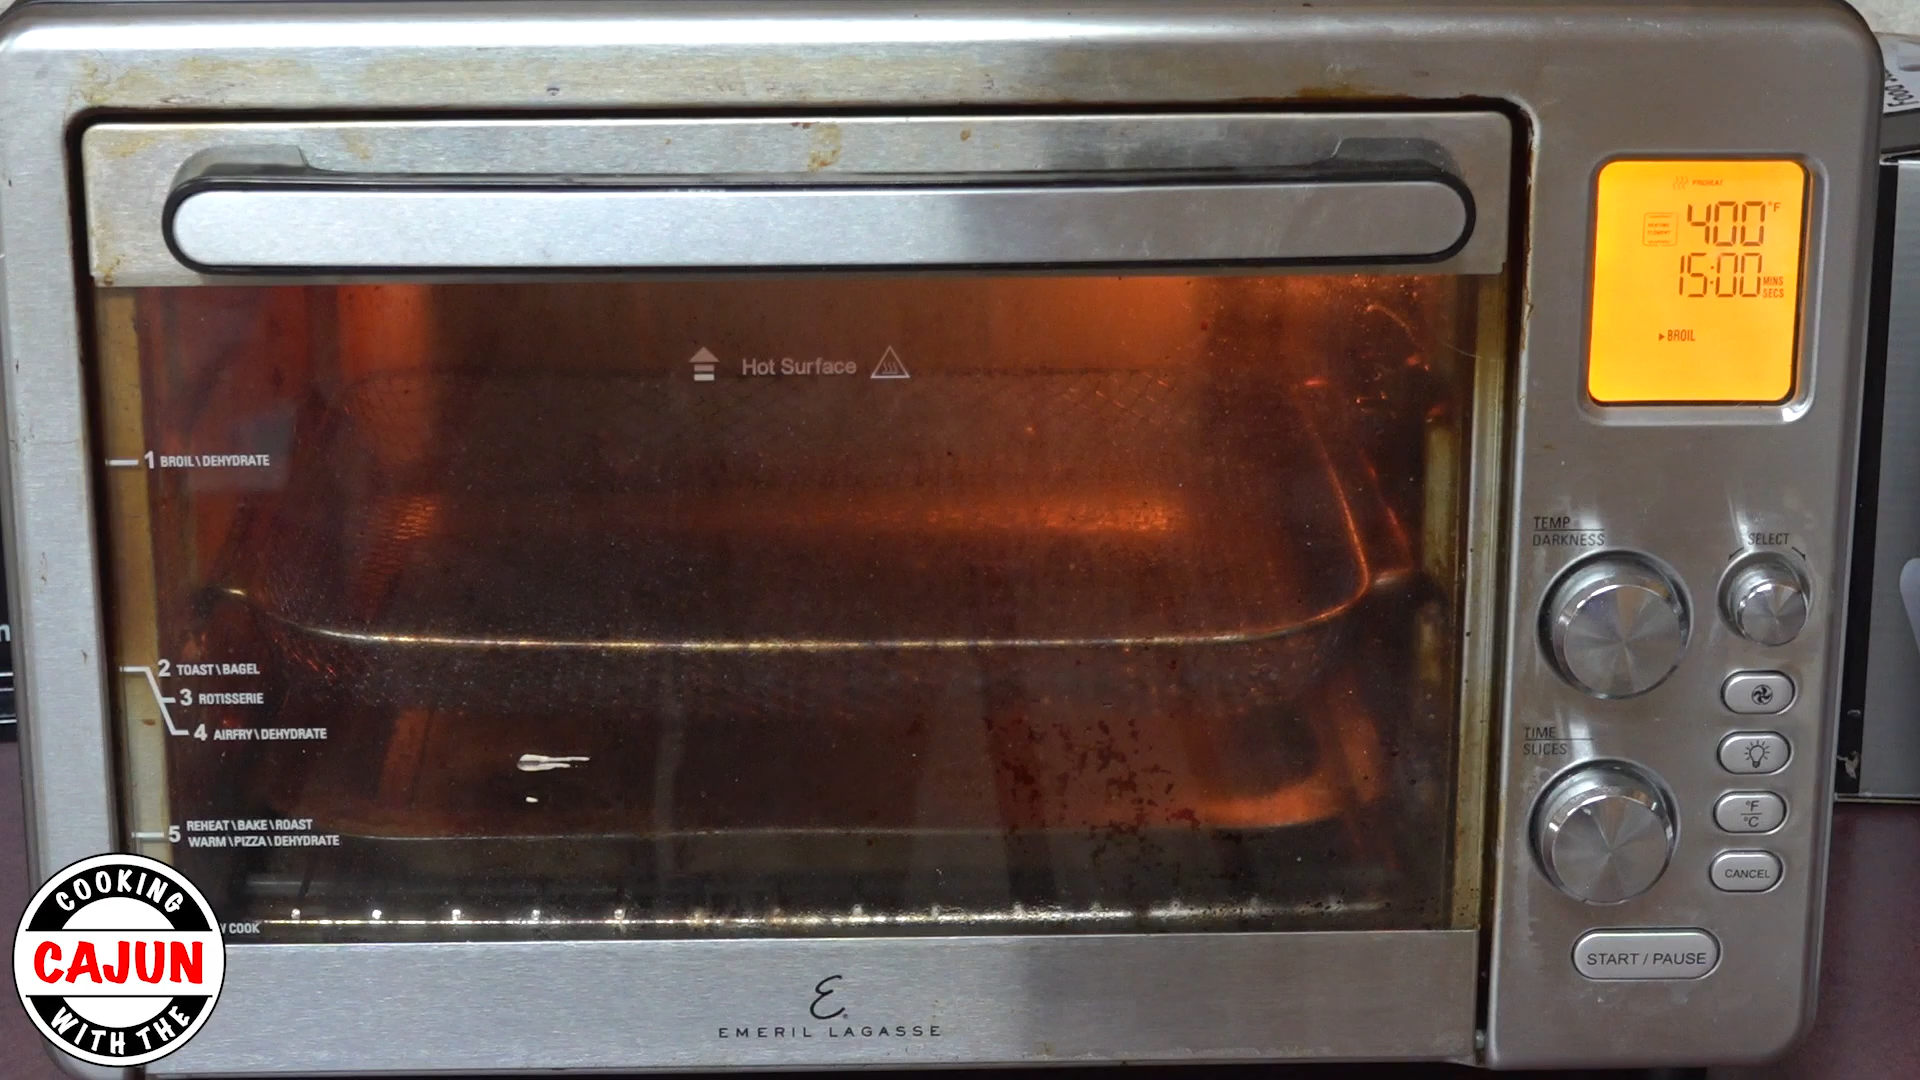 PREHEAT
400°F
15:00 MINS
SECS
▸BROIL
Hot Surface
1 BROIL\DEHYDRATE
2 TOAST\BAGEL
3 ROTISSERIE
4 AIRFRY\DEHYDRATE
5 REHEAT\BAKE\ROAST
WARM\PIZZA\DEHYDRATE
COOK
TEMP
DARKNESS
SELECT
TIME
SLICES
°F
°C
CANCEL
START / PAUSE
E
EMERIL LAGASSE
COOKING
CAJUN
WITH THE